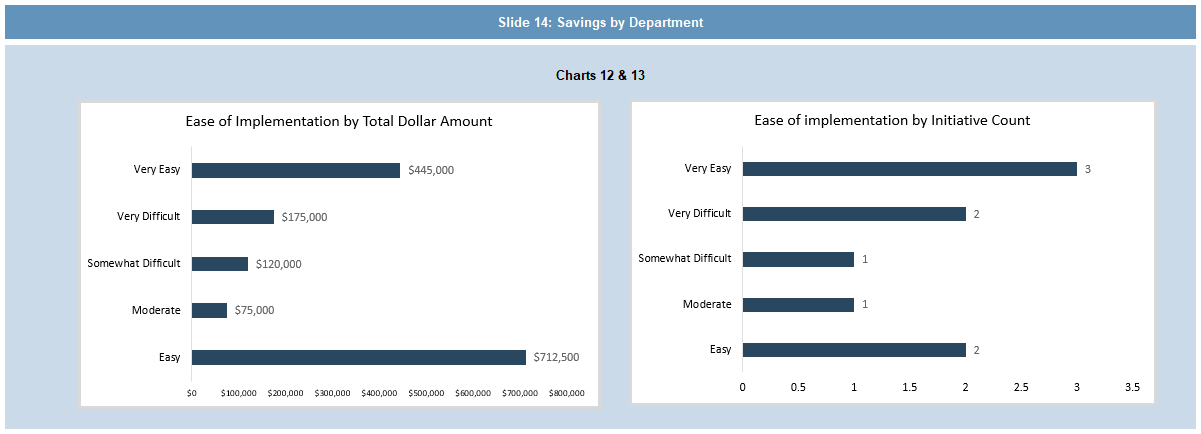 Slide 14: Savings by Department
Charts 12 & 13
Ease of Implementation by Total Dollar Amount
Very Easy
$445,000
Very Difficult
$175,000
Somewhat Difficult
$120,000
Moderate
$75,000
Easy
$712,500
$0 $100,000 $200,000 $300,000 $400,000 $500,000 $600,000 $700,000 $800,000
Ease of implementation by Initiative Count
Very Easy
3
Very Difficult
2
Somewhat Difficult
1
Moderate
1
Easy
2
0 0.5 1 1.5 2 2.5 3 3.5